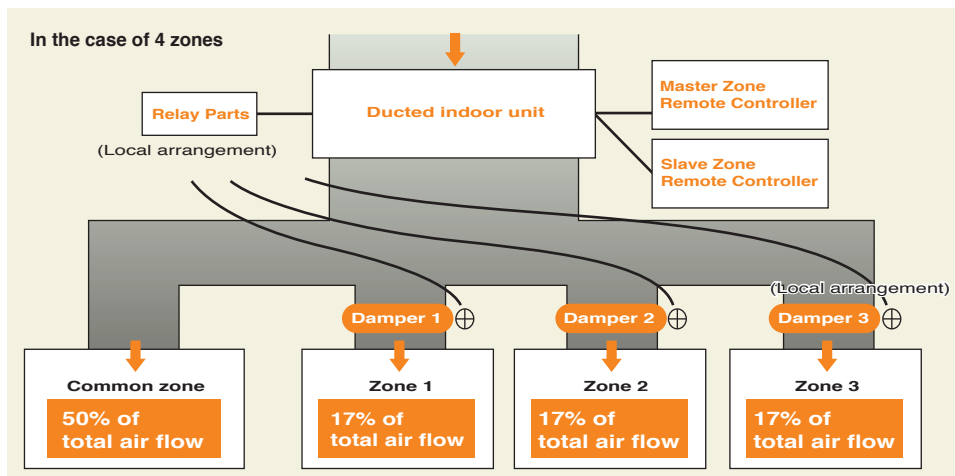 In the case of 4 zones
Relay Parts
(Local arrangement)
Ducted indoor unit
Master Zone
Remote Controller
Slave Zone
Remote Controller
(Local arrangement)
Damper 1
Damper 2
Damper 3
Common zone
50% of
total air flow
Zone 1
17% of
total air flow
Zone 2
17% of
total air flow
Zone 3
17% of
total air flow